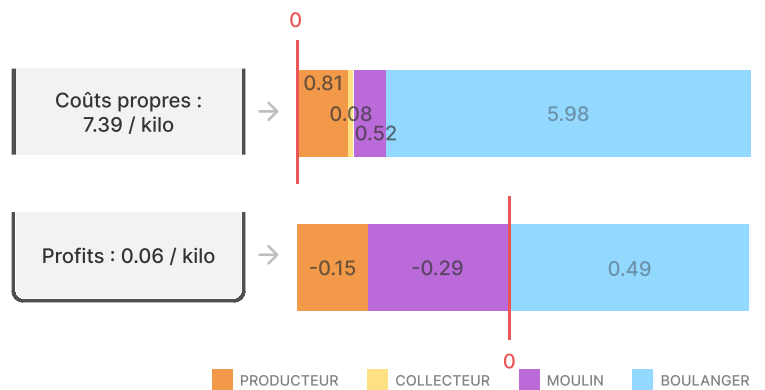 0
Coûts propres :
7.39 / kilo
0.81
0.08
0.52
5.98
Profits : 0.06 / kilo
-0.15
-0.29
0.49
0
PRODUCTEUR
COLLECTEUR
MOULIN
BOULANGER